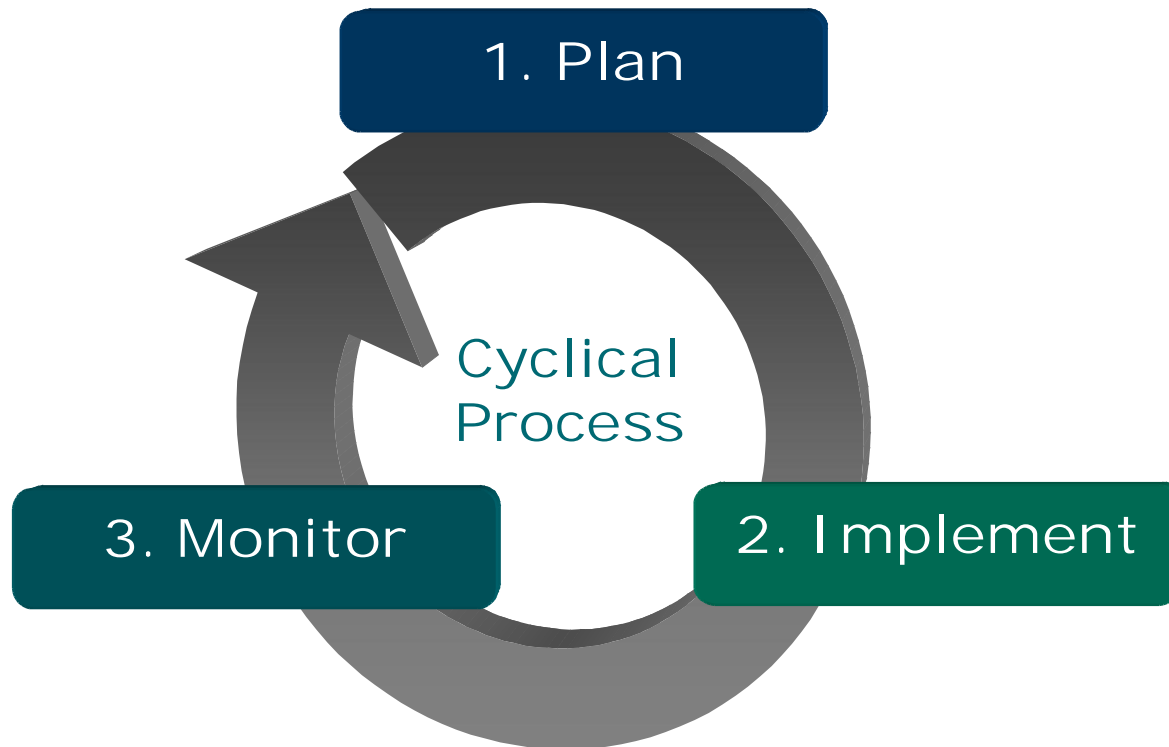 1. Plan
Cyclical
Process
3. Monitor
2. Implement